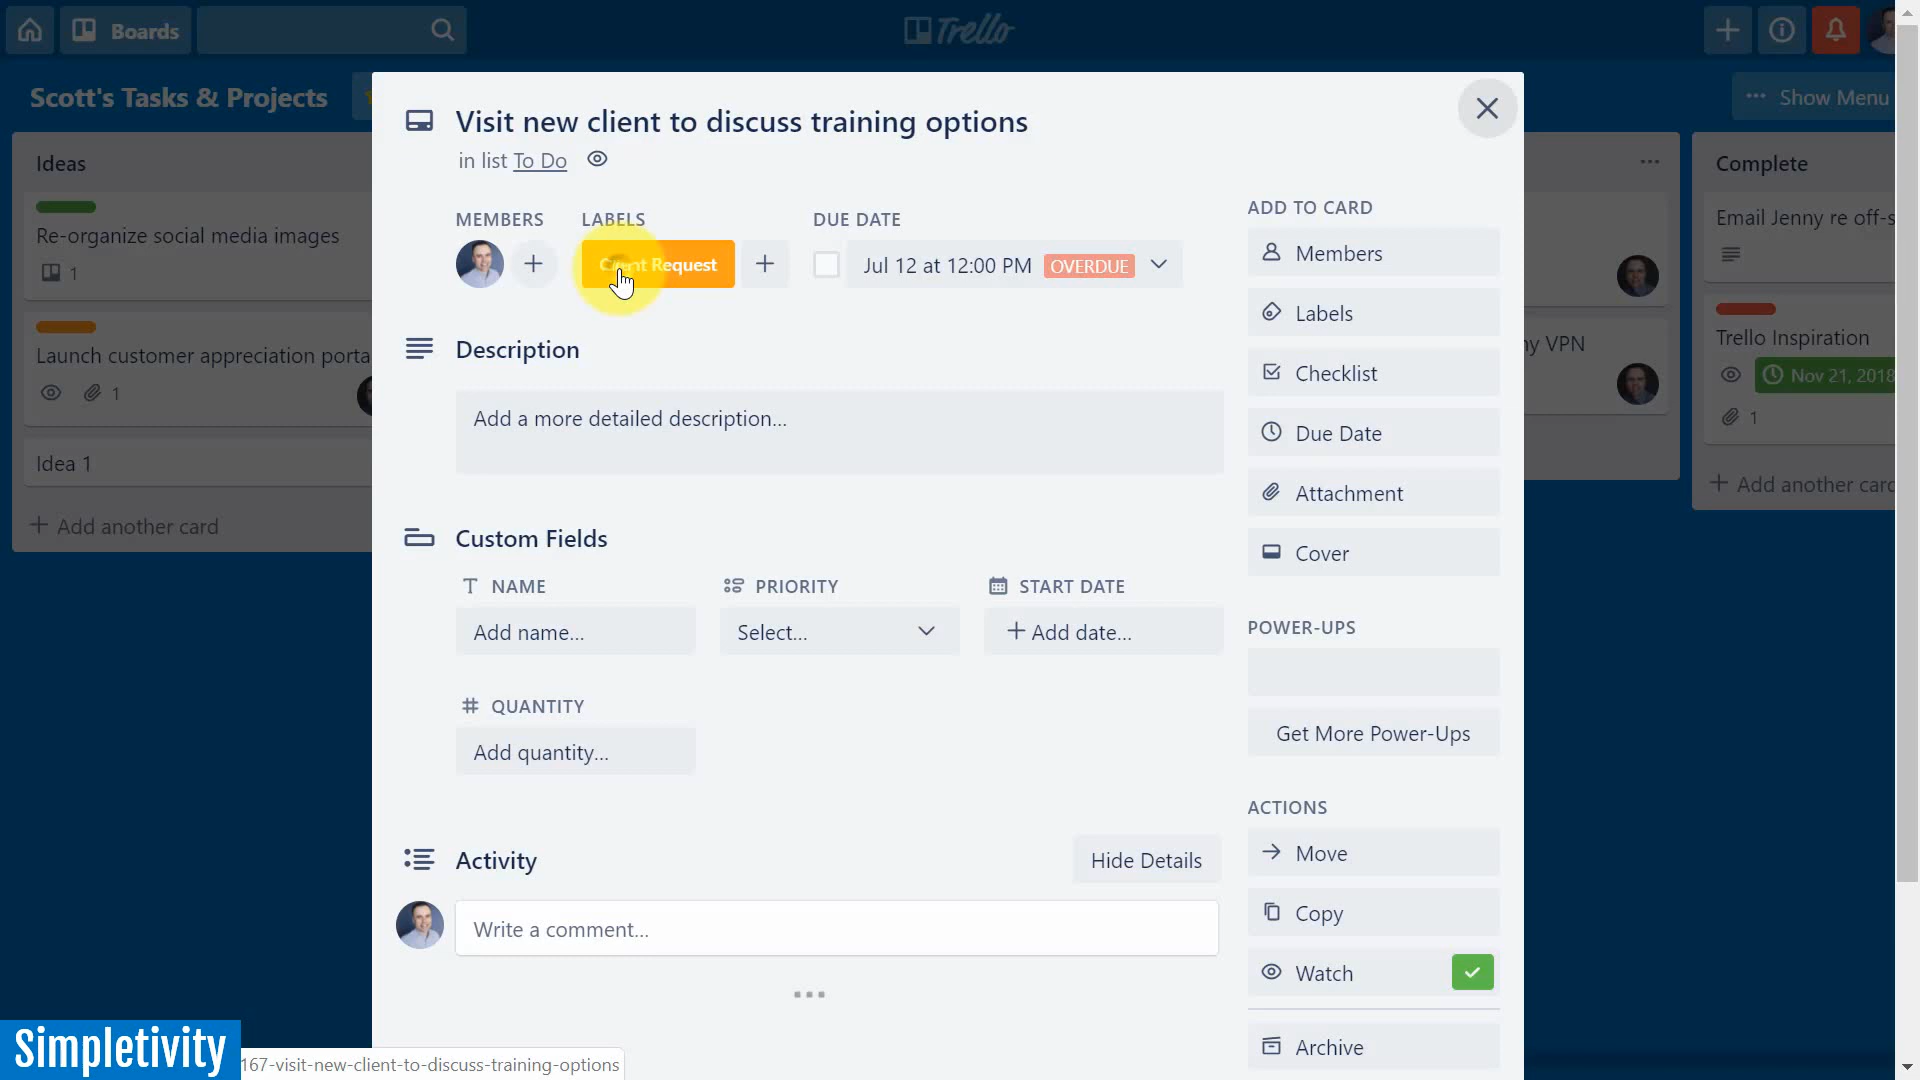 Boards
Trello
Scott's Tasks & Projects
Show Menu
Ideas
Re-organize social media images
1
Launch customer appreciation porta
1
Idea 1
Add another card
Visit new client to discuss training options
in list To Do
MEMBERS
LABELS
DUE DATE
Client Request
Jul 12 at 12:00 PM OVERDUE
Description
Add a more detailed description...
Custom Fields
NAME
PRIORITY
START DATE
Add name...
Select...
Add date...
QUANTITY
Add quantity...
Activity
Hide Details
Write a comment...
ADD TO CARD
Members
Labels
Checklist
Due Date
Attachment
Cover
POWER-UPS
Get More Power-Ups
ACTIONS
Move
Copy
Watch
Archive
ny VPN
Complete
Email Jenny re off-s
Trello Inspiration
Nov 21, 2018
1
Add another card
Simpletivity
167-visit-new-client-to-discuss-training-options